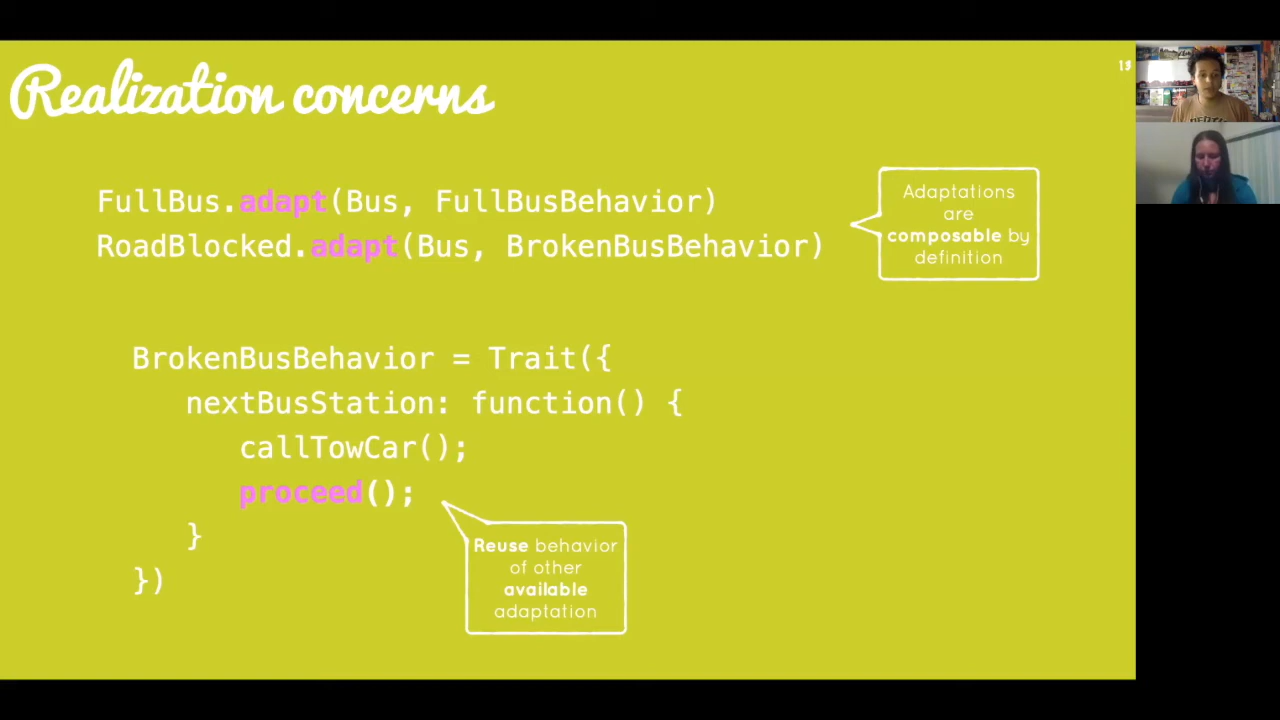 Realization concerns
FullBus.adapt(Bus, FullBusBehavior)
RoadBlocked.adapt(Bus, BrokenBusBehavior)
Adaptations
are
composable by
definition
BrokenBusBehavior = Trait({
nextBusStation: function() {
callTowCar();
proceed();
}
})
Reuse behavior
of other
available
adaptation